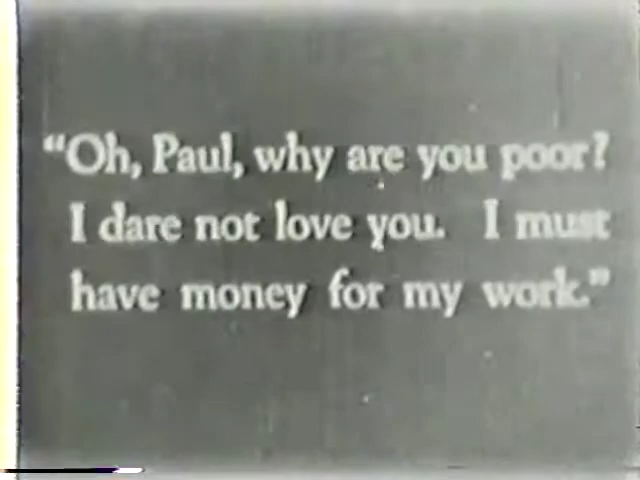 “Oh, Paul, why are you poor?
I dare not love you. I must
have money for my work.”